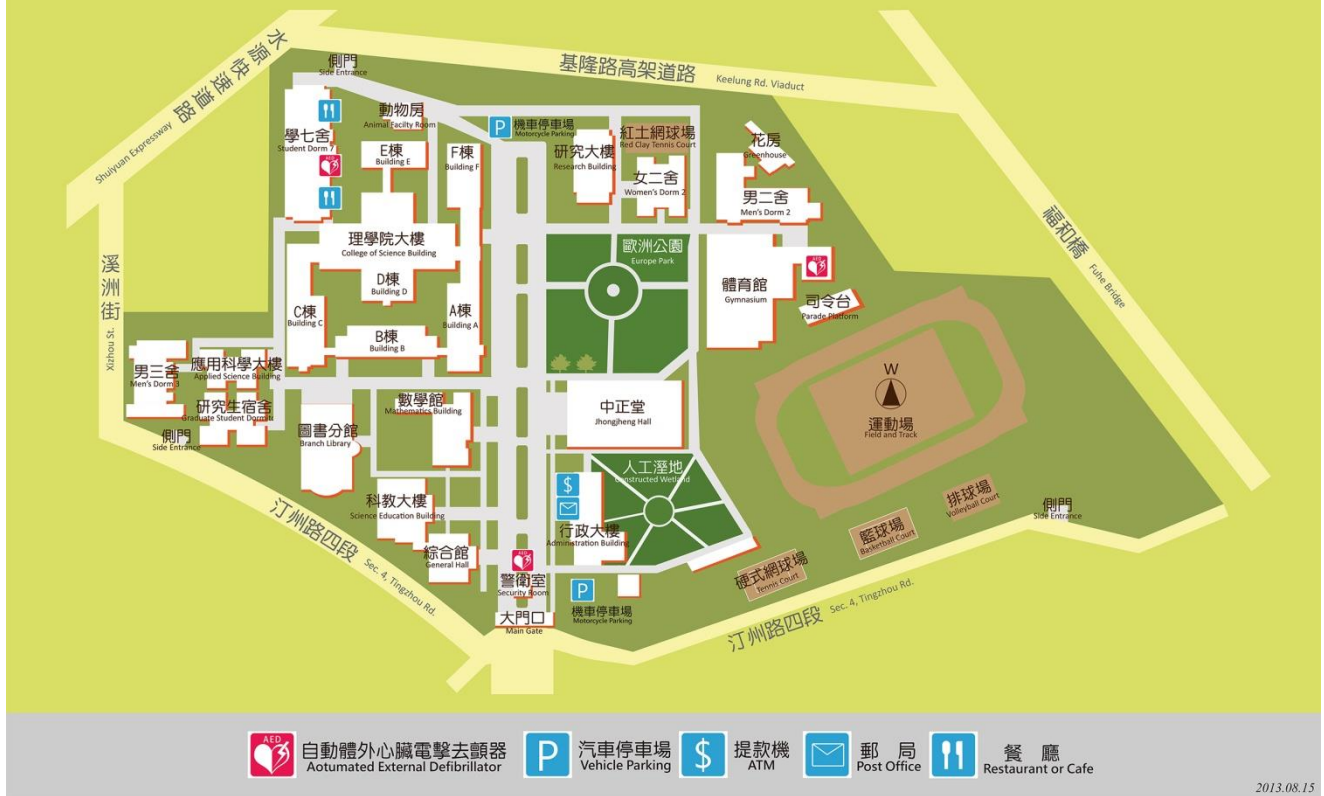 水源快速道路
Shuiyuan Expressway
側門
Side Entrance
基隆路高架道路
Keelung Rd. Viaduct
動物房
Animal Facilty Room
機車停車場
Motorcycle Parking
紅土網球場
Red Clay Tennis Court
花房
Greenhouse
學七舍
Student Dorm 7
E棟
Building E
F棟
Building F
研究大樓
Research Building
女二舍
Women's Dorm 2
男二舍
Men's Dorm 2
福和橋
Fuhe Bridge
理學院大樓
College of Science Building
歐洲公園
Europe Park
溪洲街
Xizhou St.
D棟
Building D
體育館
Gymnasium
AED
AED
司令台
Parade Platform
C棟
Building C
A棟
Building A
B棟
Building B
男三舍
Men's Dorm 3
應用科學大樓
Applied Science Building
W
運動場
Field and Track
研究生宿舍
側門
Side Entrance
數學館
Mathematics Building
中正堂
Jhongjheng Hall
圖書分館
Branch Library
人工溼地
Constructed Wetland
科教大樓
Science Education Building
行政大樓
Administration Building
排球場
Volleyball Court
側門
Side Entrance
籃球場
Basketball Court
綜合館
General Hall
AED
警衛室
Security Room
硬式網球場
Tennis Court
汀州路四段
Sec. 4, Tingzhou Rd.
機車停車場
Motorcycle Parking
大門口
Main Gate
汀州路四段
Sec. 4, Tingzhou Rd.
P
P
$
AED
自動體外心臟電擊去顫器
Aotumated External Defibrillator
P
汽車停車場
Vehicle Parking
$
提款機
ATM
郵 局
Post Office
餐 廳
Restaurant or Cafe
2013.08.15